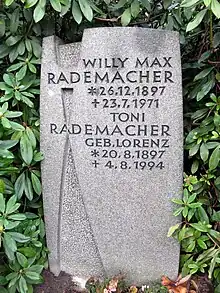 WILLY MAX
RADEMACHER
*26.12.1897
+23.7.1971
TONI
RADEMACHER
GEB.LORENZ
*20.8.1897
+4.8.1994